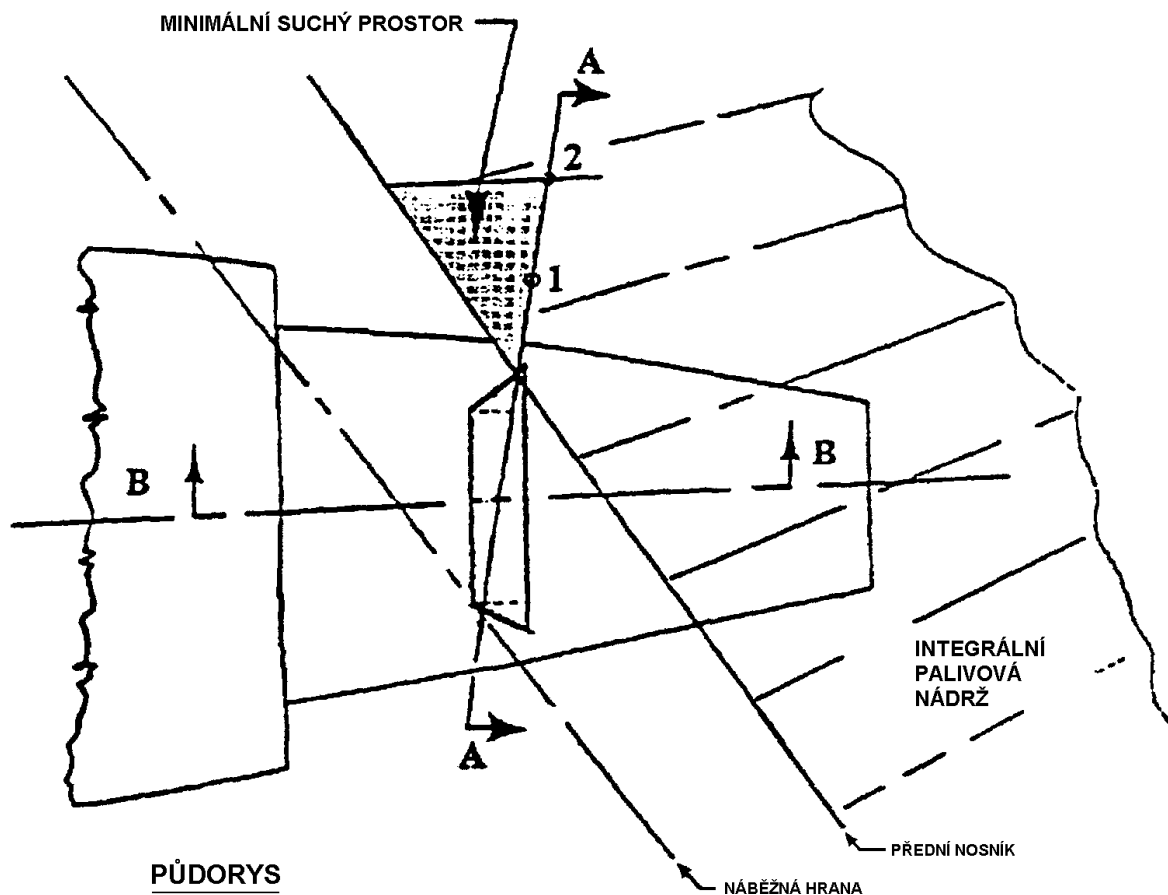 MINIMÁLNÍ SUCHÝ PROSTOR
A
2
1
B
B
INTEGRÁLNÍ
PALIVOVÁ
NÁDRŽ
A
PŘEDNÍ NOSNÍK
PŮDORYS
NÁBĚŽNÁ HRANA